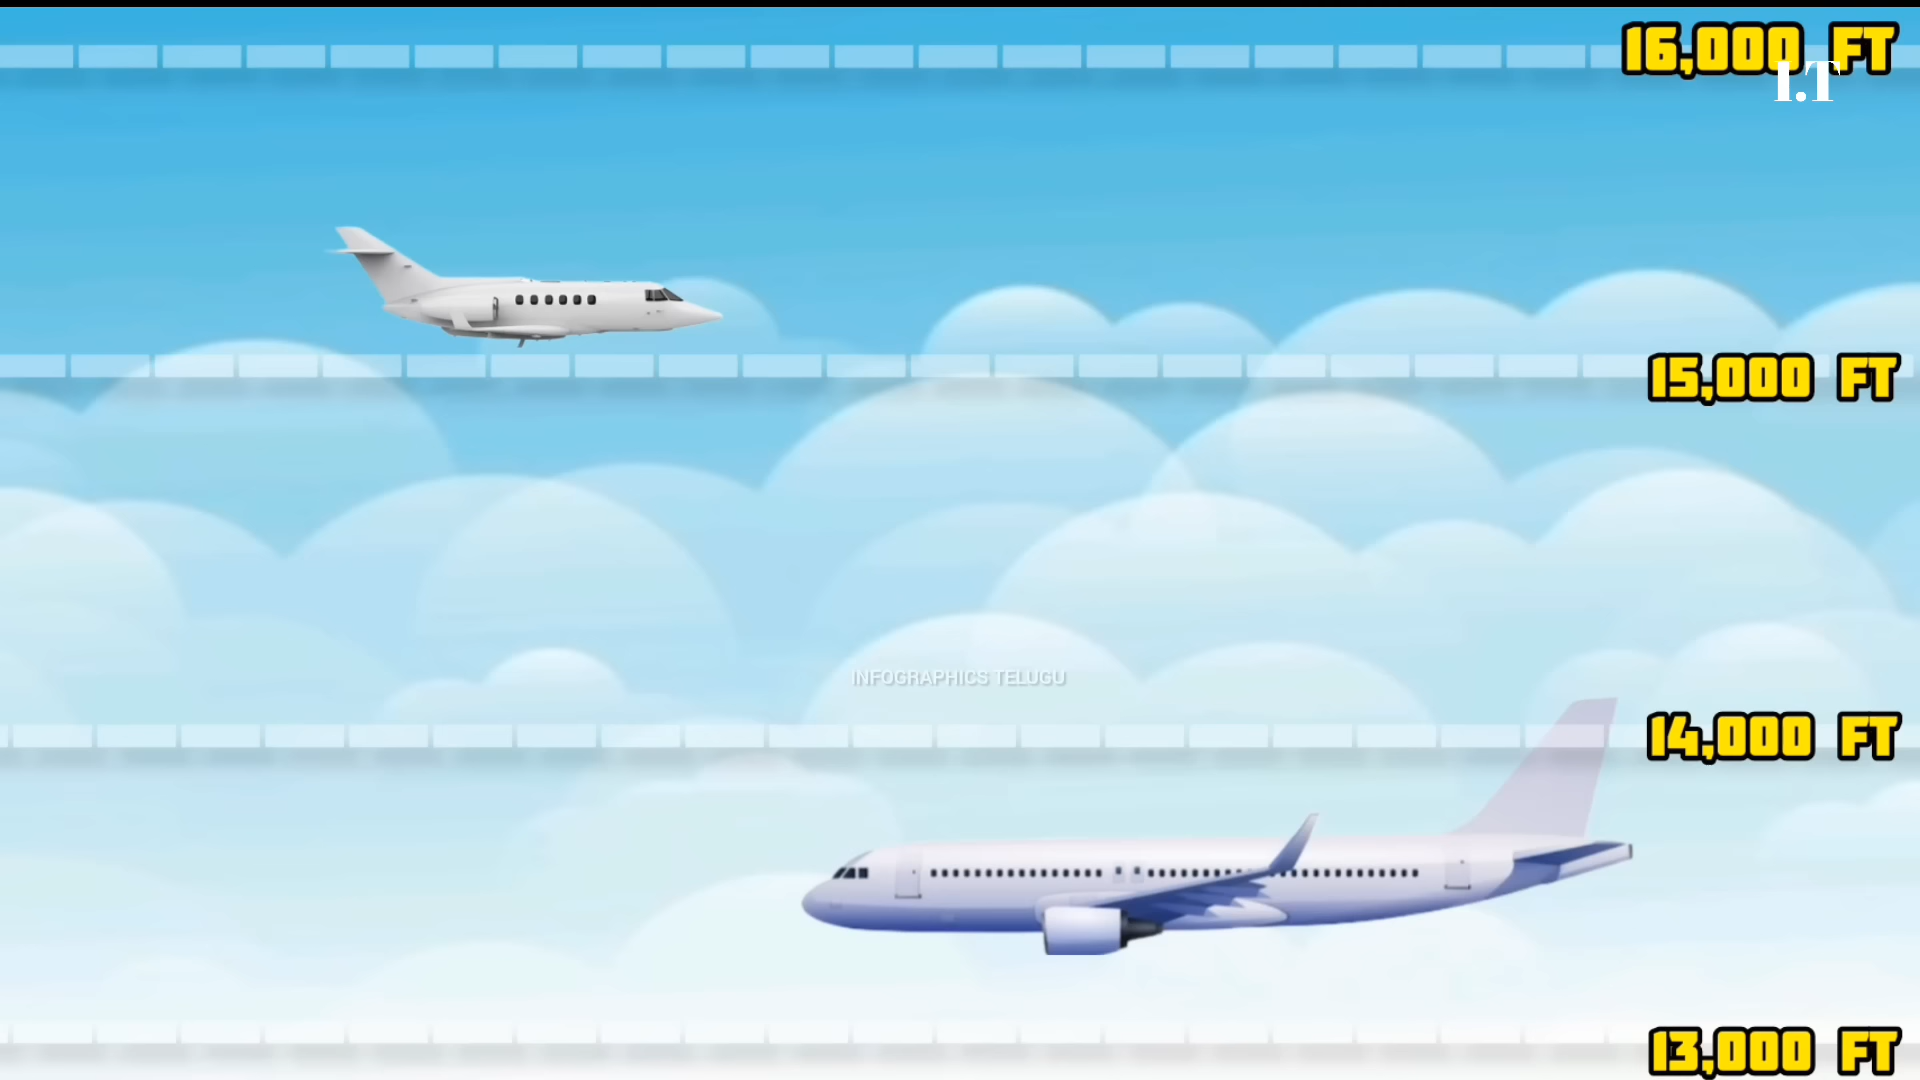 16,000 FT
I.T
15,000 FT
INFOGRAPHICS TELUGU
14,000 FT
13,000 FT